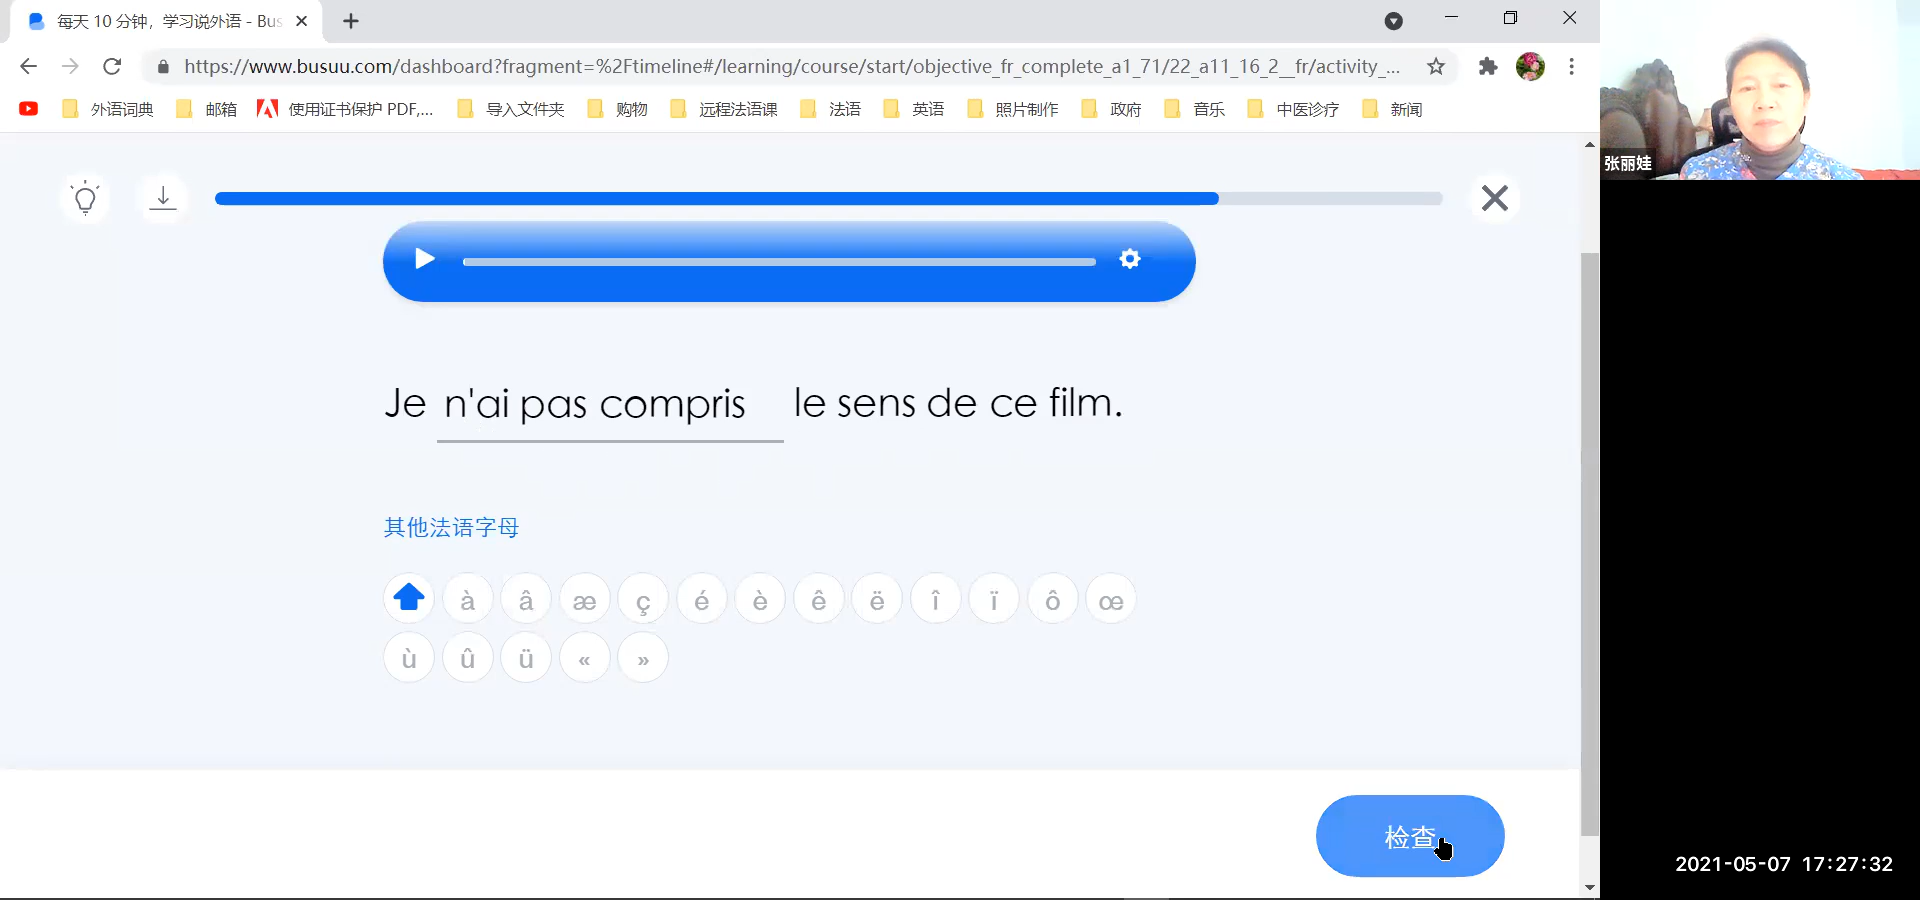 每天 10 分钟，学习说外语 - Bus
https://www.busuu.com/dashboard?fragment=%2Ftimeline#/learning/course/start/objective_fr_complete_a1_71/22_a11_16_2__fr/activity_...
外语词典 邮箱 使用证书保护 PDF,... 导入文件夹 购物 远程法语课 法语 英语 照片制作 政府 音乐 中医诊疗 新闻
张丽娃
Je n'ai pas compris le sens de ce film.
其他法语字母
à â æ ç é è ê ë î ï ô œ
ù û ü « »
检查
2021-05-07 17:27:32